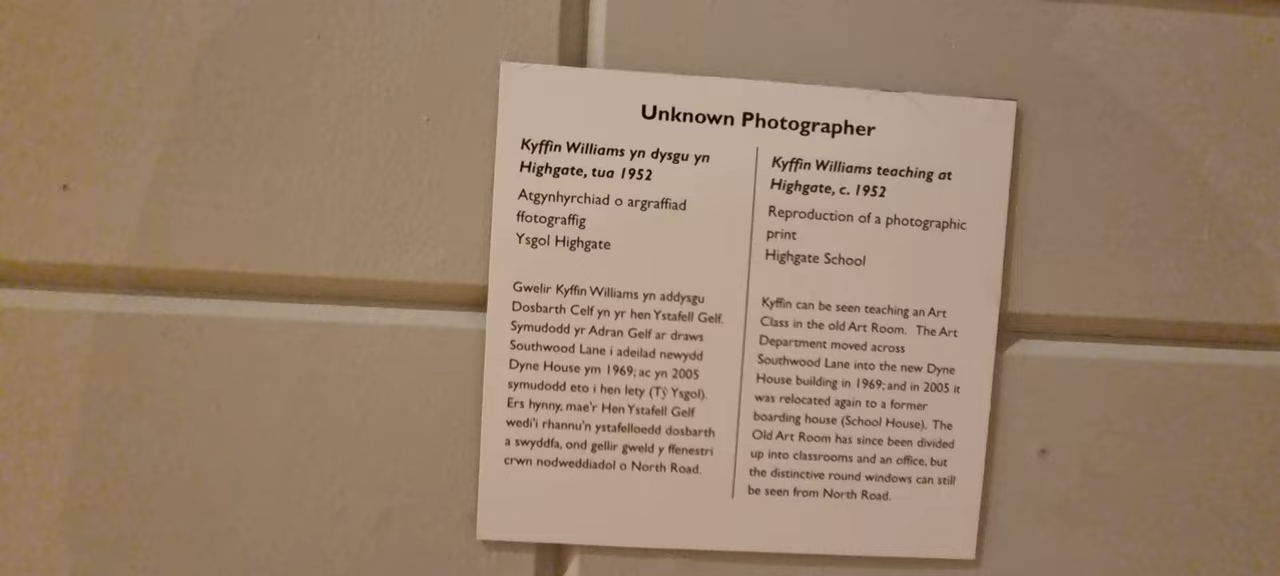 Unknown Photographer
Kyffin Williams yn dysgu yn
Highgate, tua 1952
Atgynhyrchiad o argraffiad
ffotograffig
Ysgol Highgate
Gwelir Kyffin Williams yn addysgu
Dosbarth Celf yn yr hen Ystafell Gelf.
Symudodd yr Adran Gelf ar draws
Southwood Lane i adeilad newydd
Dyne House ym 1969; ac yn 2005
symudodd eto i hen lety (Tŷ Ysgol).
Ers hynny, mae'r Hen Ystafell Gelf
wedi'i rhannu'n ystafelloedd dosbarth
a swyddfa, ond gellir gweld y ffenestri
crwn nodweddiadol o North Road.
Kyffin Williams teaching at
Highgate, c. 1952
Reproduction of a photographic
print
Highgate School
Kyffin can be seen teaching an Art
Class in the old Art Room. The Art
Department moved across
Southwood Lane into the new Dyne
House building in 1969; and in 2005 it
was relocated again to a former
boarding house (School House). The
Old Art Room has since been divided
up into classrooms and an office, but
the distinctive round windows can still
be seen from North Road.